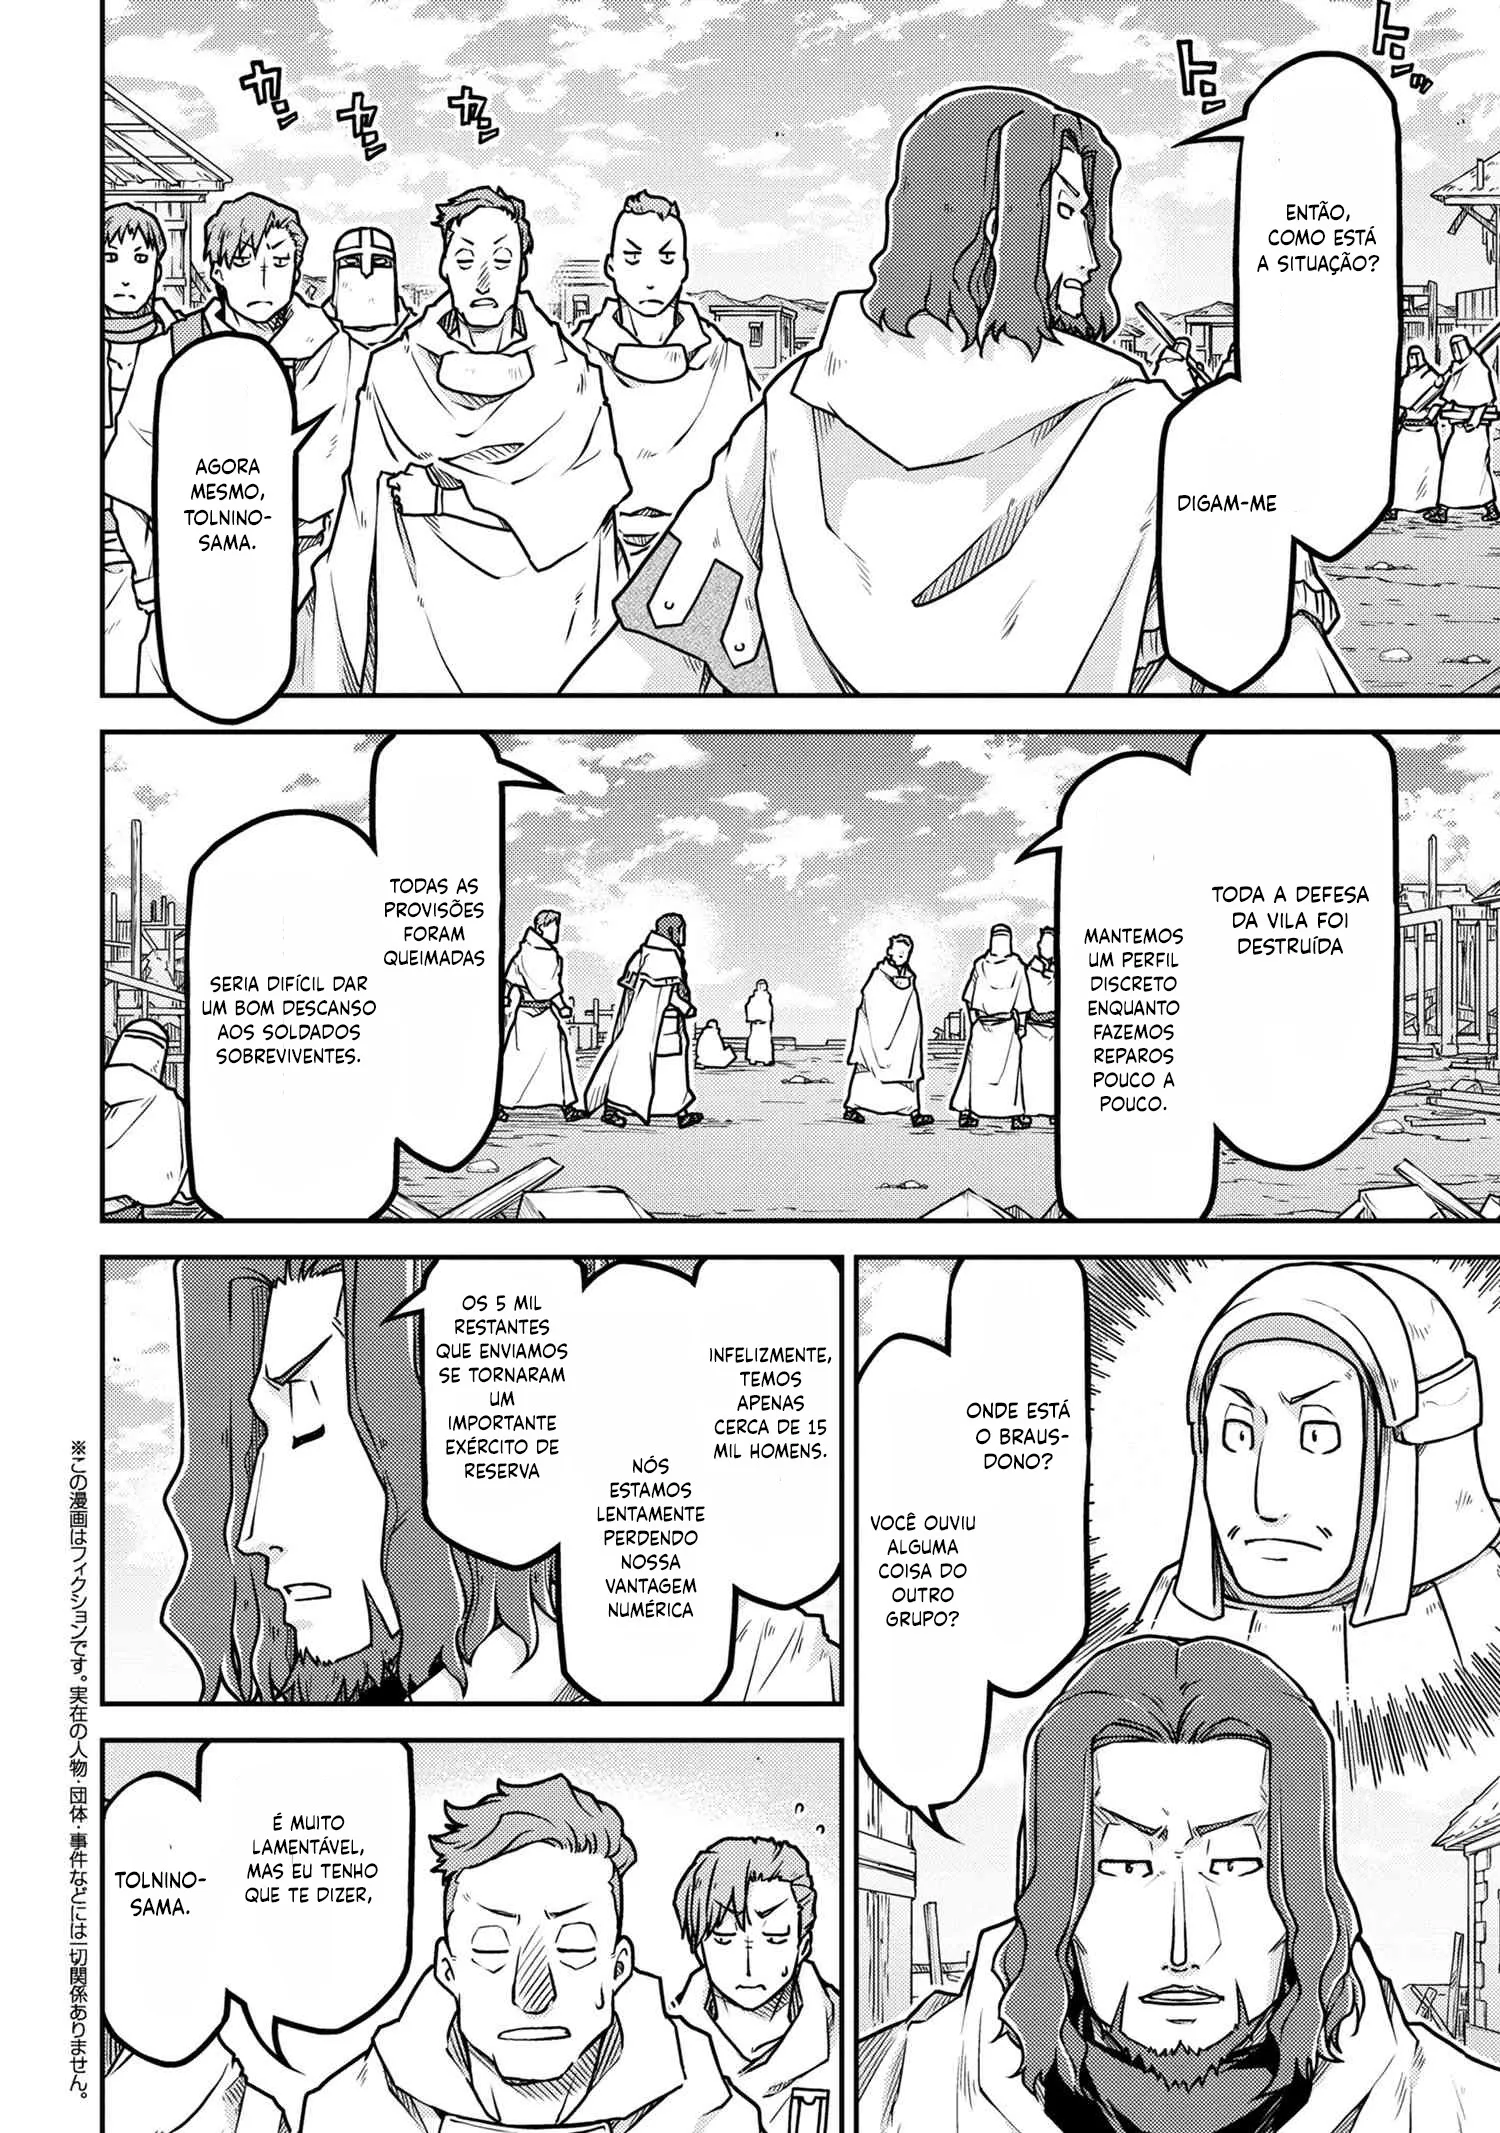 トントンッ
トン
カン
カン
カン
ENTÃO,
COMO ESTÁ
A SITUAÇÃO?
DIGAM-ME
AGORA
MESMO,
TOLNINO-
SAMA.
TODA A DEFESA
DA VILA FOI
DESTRUÍDA
MANTEMOS
UM PERFIL
DISCRETO
ENQUANTO
FAZEMOS
REPAROS
POUCO A
POUCO.
TODAS AS
PROVISÕES
FORAM
QUEIMADAS
SERIA DIFÍCIL DAR
UM BOM DESCANSO
AOS SOLDADOS
SOBREVIVENTES.
ONDE ESTÁ
O BRAUS-
DONO?
VOCÊ OUVIU
ALGUMA
COISA DO
OUTRO
GRUPO?
INFELIZMENTE,
TEMOS
APENAS
CERCA DE 15
MIL HOMENS.
NÓS
ESTAMOS
LENTAMENTE
PERDENDO
NOSSA
VANTAGEM
NUMÉRICA
OS 5 MIL
RESTANTES
QUE ENVIAMOS
SE TORNARAM
UM
IMPORTANTE
EXÉRCITO DE
RESERVA
É MUITO
LAMENTÁVEL,
MAS EU TENHO
QUE TE DIZER,
TOLNINO-
SAMA.
※この漫画はフィクションです。実在の人物・団体・事件などには一切関係ありません。